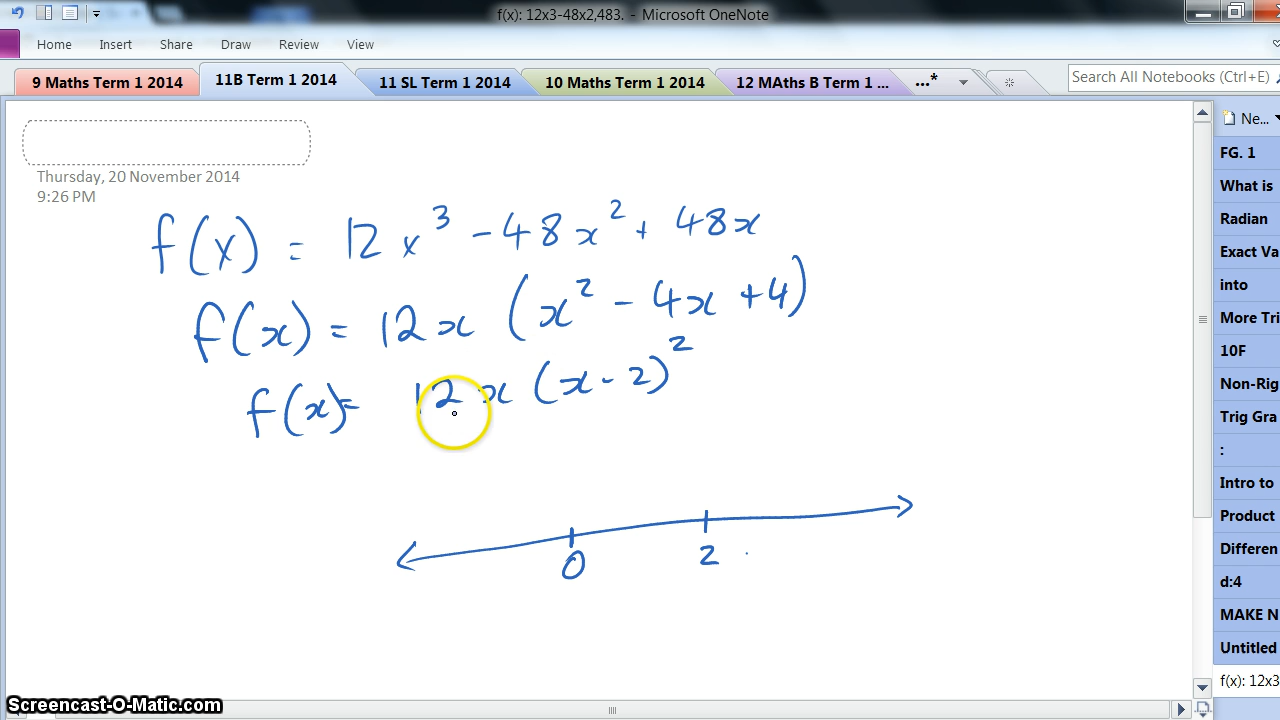 f(x): 12x3-48x2,483. - Microsoft OneNote
Home Insert Share Draw Review View
9 Maths Term 1 2014 11B Term 1 2014 11 SL Term 1 2014 10 Maths Term 1 2014 12 MAths B Term 1 ... ...* Search All Notebooks (Ctrl+E)
Ne...
Thursday, 20 November 2014
9:26 PM
f(x) = 12x³ - 48x² + 48x
f(x) = 12x (x² - 4x + 4)
f(x) = 12x (x - 2)²
0 2
FG. 1
What is
Radian
Exact Va
into
More Tri
10F
Non-Rig
Trig Gra
:
Intro to
Product
Differen
d:4
MAKE N
Untitled
f(x): 12x3
Screencast-O-Matic.com